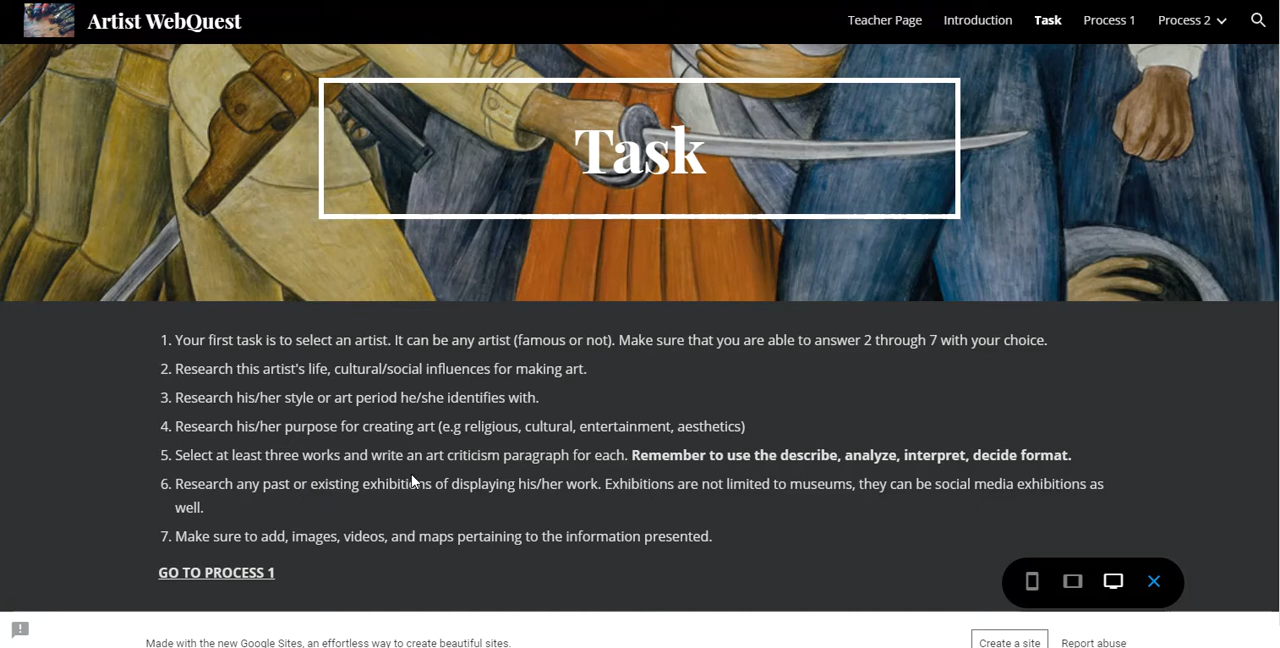 Artist WebQuest
Teacher Page Introduction Task Process 1 Process 2
Task
1. Your first task is to select an artist. It can be any artist (famous or not). Make sure that you are able to answer 2 through 7 with your choice.
2. Research this artist's life, cultural/social influences for making art.
3. Research his/her style or art period he/she identifies with.
4. Research his/her purpose for creating art (e.g religious, cultural, entertainment, aesthetics)
5. Select at least three works and write an art criticism paragraph for each. Remember to use the describe, analyze, interpret, decide format.
6. Research any past or existing exhibitions of displaying his/her work. Exhibitions are not limited to museums, they can be social media exhibitions as
well.
7. Make sure to add, images, videos, and maps pertaining to the information presented.
GO TO PROCESS 1
Made with the new Google Sites, an effortless way to create beautiful sites.
Create a site Report abuse